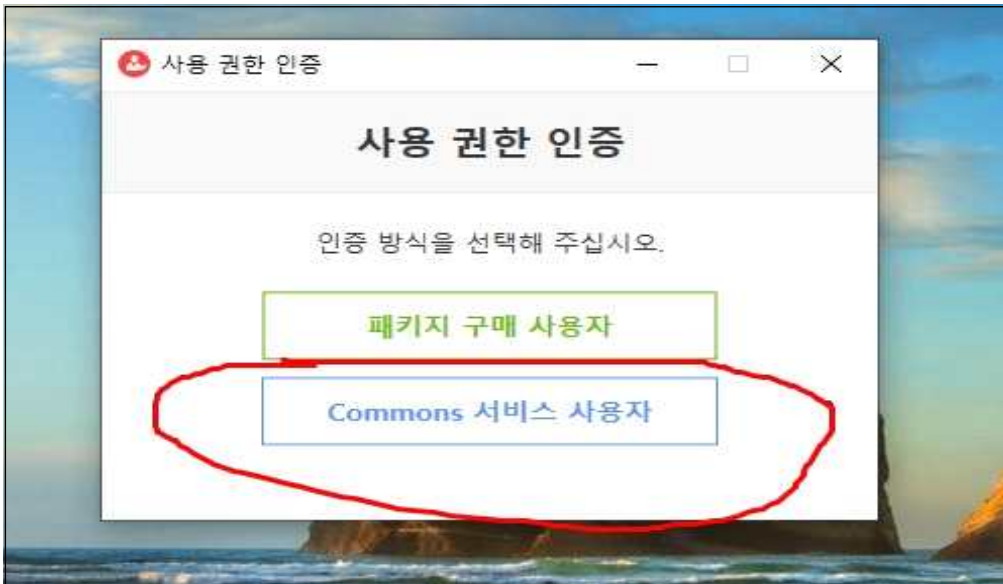 사용 권한 인증
사용 권한 인증
인증 방식을 선택해 주십시오.
패키지 구매 사용자
Commons 서비스 사용자